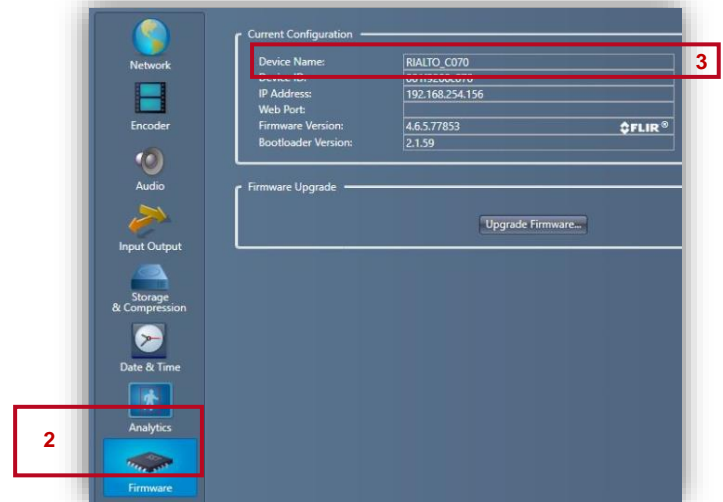 Network
Encoder
Audio
Input Output
Storage
& Compression
Date & Time
Analytics
2
Firmware
Current Configuration
Device Name: RIALTO_C070 3
Device ID:
IP Address: 192.168.254.156
Web Port:
Firmware Version: 4.6.5.77853 FLIR®
Bootloader Version: 2.1.59
Firmware Upgrade
Upgrade Firmware...